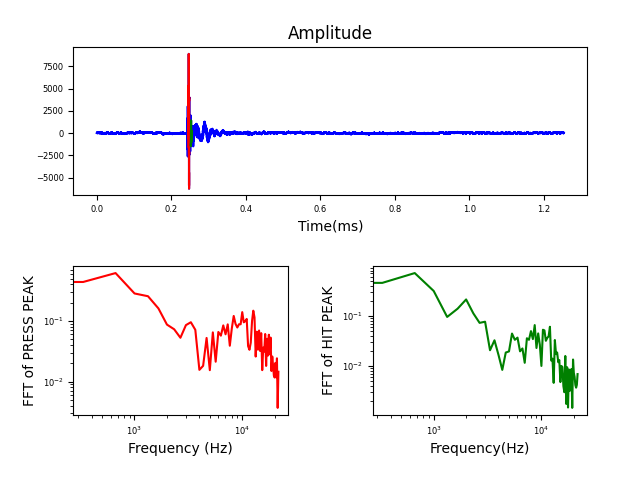 Amplitude
7500
5000
2500
0
−2500
−5000
0.0 0.2 0.4 0.6 0.8 1.0 1.2
Time(ms)
FFT of PRESS PEAK
10⁻¹
10⁻²
10³ 10⁴
Frequency (Hz)
FFT of HIT PEAK
10⁻¹
10⁻²
10³ 10⁴
Frequency(Hz)